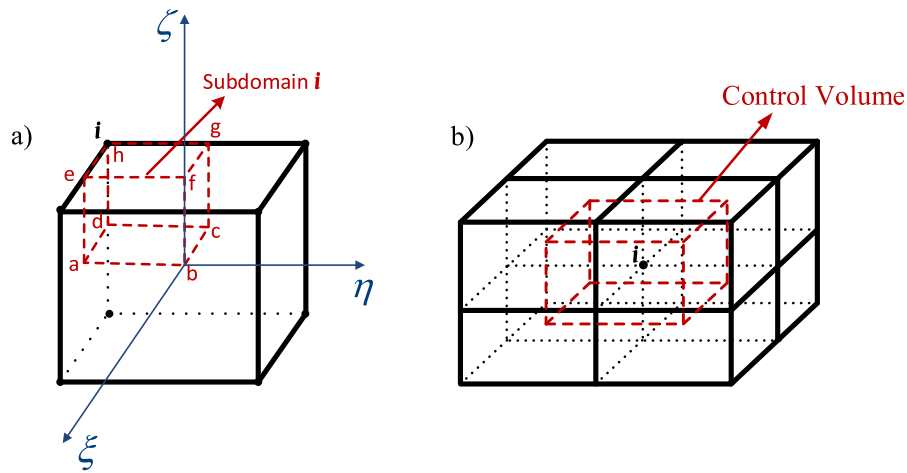 ζ
Subdomain i
a)
i
g
h
e
f
d
c
a
b
η
ξ
Control Volume
b)
i